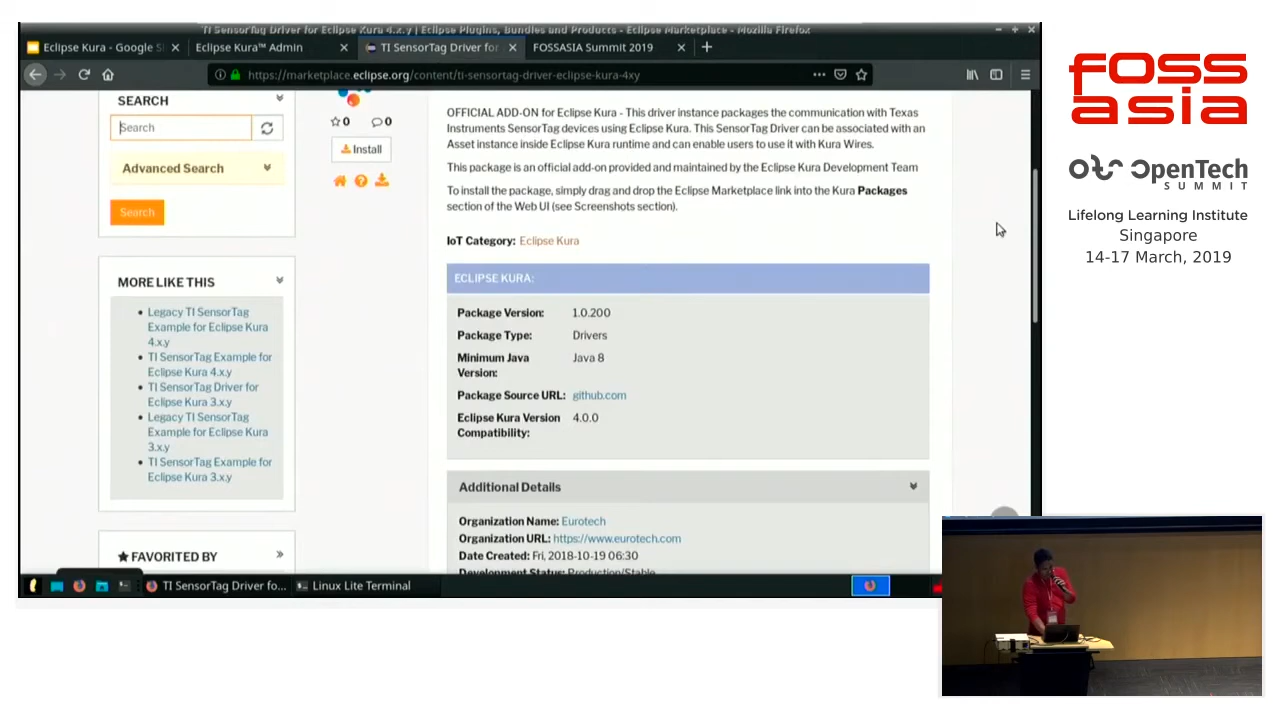 TI SensorTag Driver for Eclipse Kura 4.x.y | Eclipse Plugins, Bundles and Products - Eclipse Marketplace - Mozilla Firefox
Eclipse Kura - Google S
Eclipse Kura™ Admin
TI SensorTag Driver for
FOSSASIA Summit 2019
https://marketplace.eclipse.org/content/ti-sensortag-driver-eclipse-kura-4xy
SEARCH
Search
Advanced Search
Search
MORE LIKE THIS
Legacy TI SensorTag
Example for Eclipse Kura
4.x.y
TI SensorTag Example for
Eclipse Kura 4.x.y
TI SensorTag Driver for
Eclipse Kura 3.x.y
Legacy TI SensorTag
Example for Eclipse Kura
3.x.y
TI SensorTag Example for
Eclipse Kura 3.x.y
FAVORITED BY
0 0
Install
OFFICIAL ADD-ON for Eclipse Kura - This driver instance packages the communication with Texas
Instruments SensorTag devices using Eclipse Kura. This SensorTag Driver can be associated with an
Asset instance inside Eclipse Kura runtime and can enable users to use it with Kura Wires.
This package is an official add-on provided and maintained by the Eclipse Kura Development Team
To install the package, simply drag and drop the Eclipse Marketplace link into the Kura Packages
section of the Web UI (see Screenshots section).
IoT Category: Eclipse Kura
ECLIPSE KURA:
Package Version: 1.0.200
Package Type: Drivers
Minimum Java Java 8
Version:
Package Source URL: github.com
Eclipse Kura Version 4.0.0
Compatibility:
Additional Details
Organization Name: Eurotech
Organization URL: https://www.eurotech.com
Date Created: Fri, 2018-10-19 06:30
Development Status: Production/Stable
TI SensorTag Driver fo...
Linux Lite Terminal
FOSS
ASIA
OpenTech
SUMMIT
Lifelong Learning Institute
Singapore
14-17 March, 2019